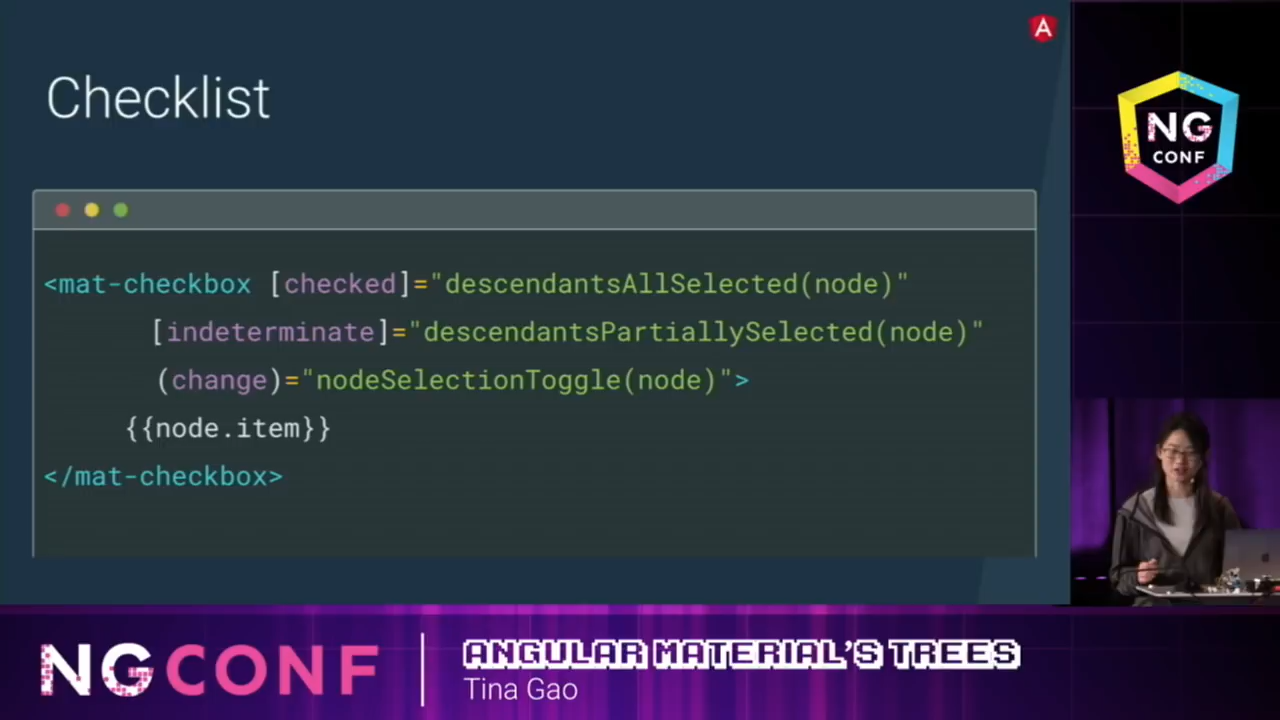 Checklist
<mat-checkbox [checked]="descendantsAllSelected(node)"
[indeterminate]="descendantsPartiallySelected(node)"
(change)="nodeSelectionToggle(node)">
{{node.item}}
</mat-checkbox>
NG
CONF
NGCONF
ANGULAR MATERIAL'S TREES
Tina Gao